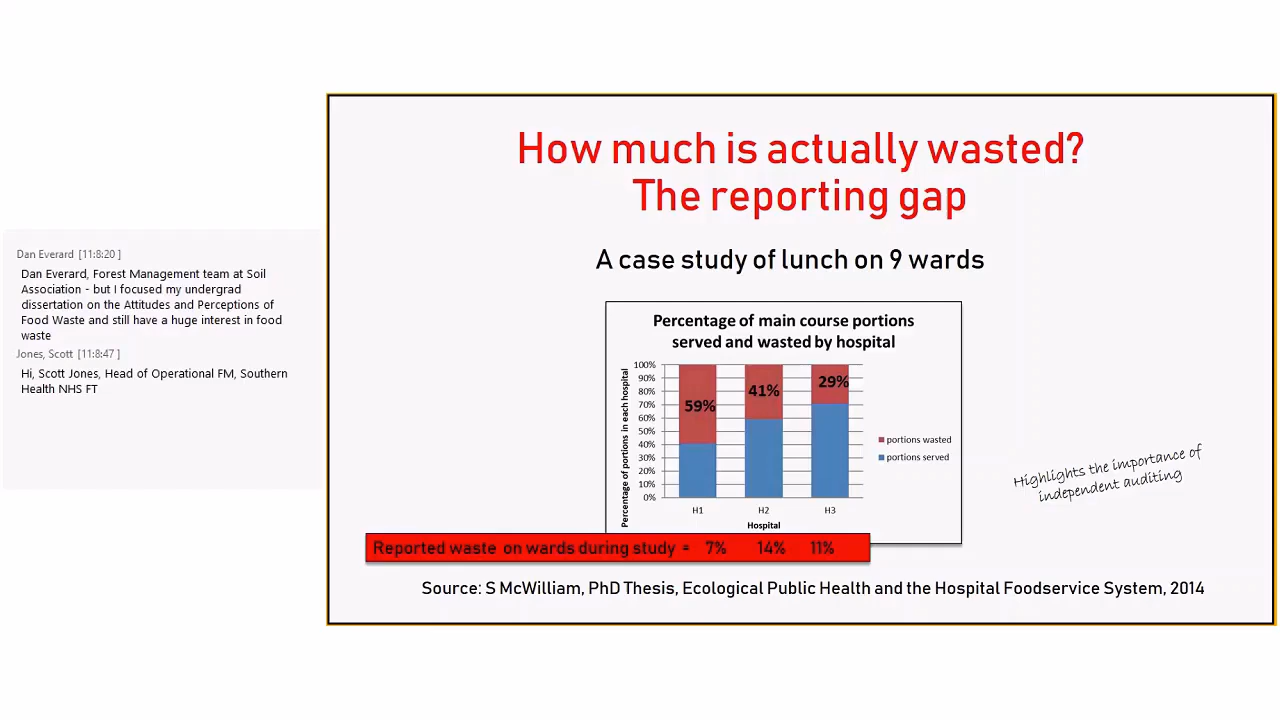 Dan Everard [11:8:20 ]
Dan Everard, Forest Management team at Soil
Association - but I focused my undergrad
dissertation on the Attitudes and Perceptions of
Food Waste and still have a huge interest in food
waste
Jones, Scott [11:8:47 ]
Hi, Scott Jones, Head of Operational FM, Southern
Health NHS FT
How much is actually wasted?
The reporting gap
A case study of lunch on 9 wards
Percentage of main course portions
served and wasted by hospital
Percentage of portions in each hospital
100%
90%
80%
70%
60%
50%
40%
30%
20%
10%
0%
59%
41%
29%
H1
H2
H3
Hospital
portions wasted
portions served
Highlights the importance of
independent auditing
Reported waste on wards during study = 7% 14% 11%
Source: S McWilliam, PhD Thesis, Ecological Public Health and the Hospital Foodservice System, 2014